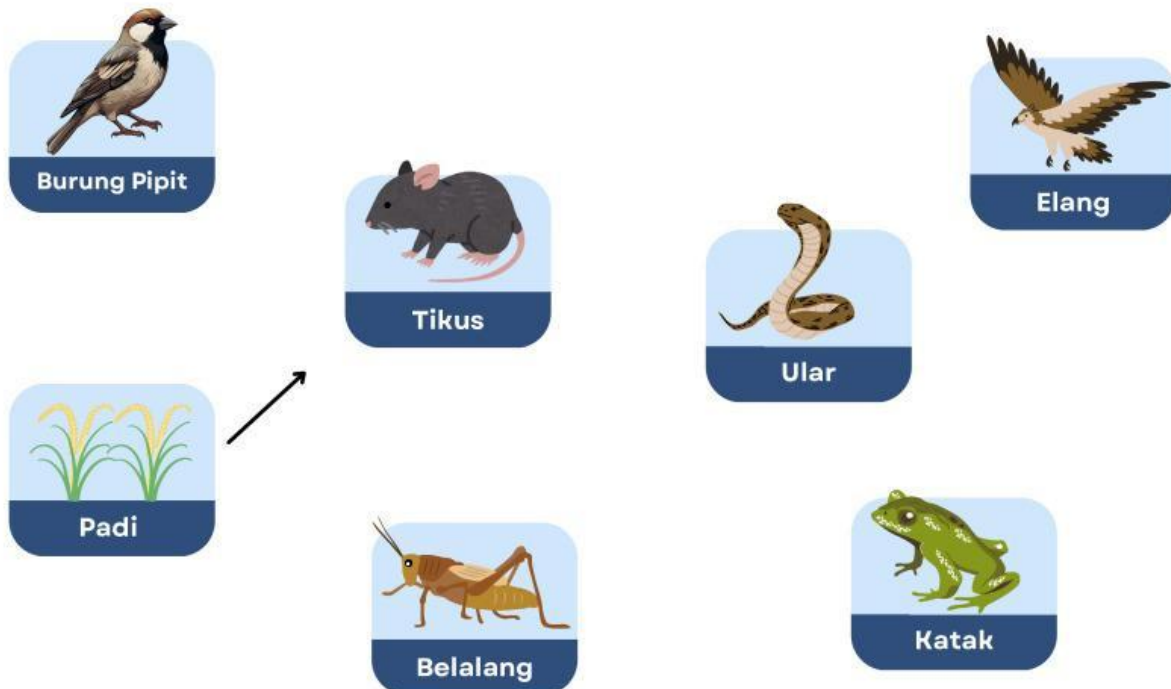 Burung Pipit
Elang
Tikus
Ular
Padi
Katak
Belalang